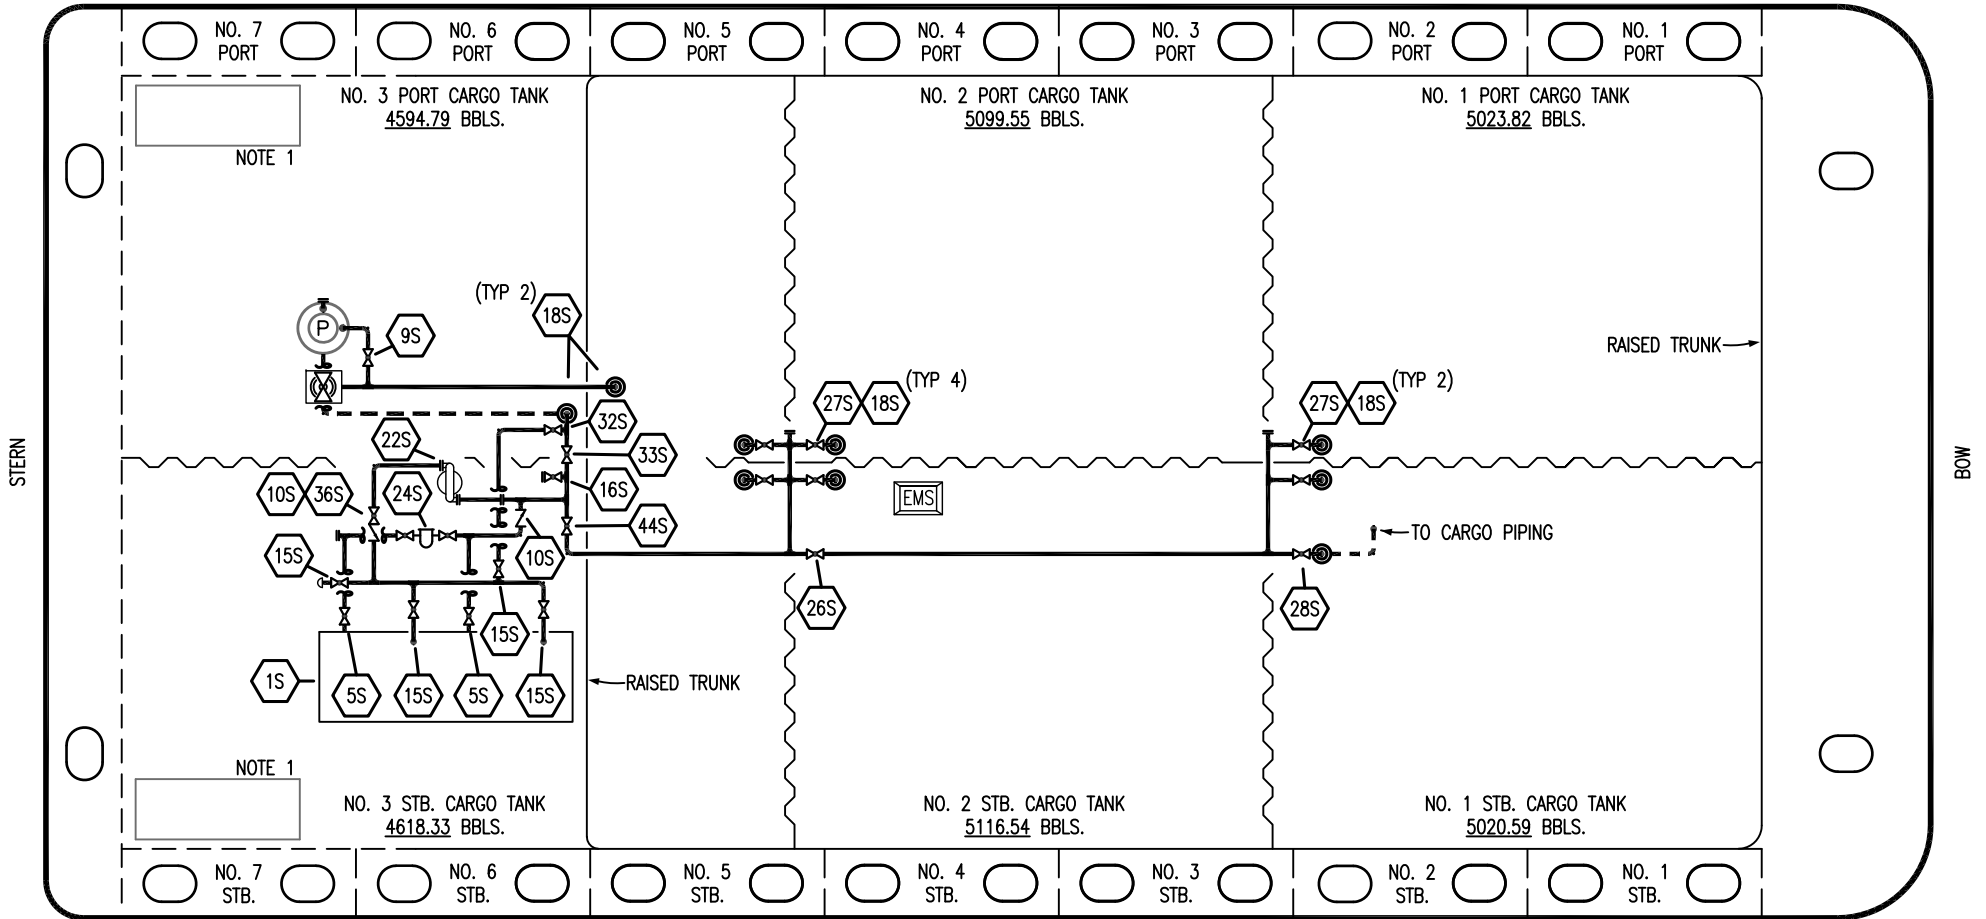 NO. 7
PORT
NO. 6
PORT
NO. 5
PORT
NO. 4
PORT
NO. 3
PORT
NO. 2
PORT
NO. 1
PORT
NO. 3 PORT CARGO TANK
4594.79 BBLS.
NO. 2 PORT CARGO TANK
5099.55 BBLS.
NO. 1 PORT CARGO TANK
5023.82 BBLS.
NOTE 1
(TYP 2)
18S
P
9S
RAISED TRUNK
27S
18S
(TYP 4)
27S
18S
(TYP 2)
32S
22S
33S
STERN
BOW
10S
36S
24S
16S
EMS
44S
TO CARGO PIPING
15S
10S
26S
28S
15S
1S
5S
15S
5S
15S
RAISED TRUNK
NOTE 1
NO. 3 STB. CARGO TANK
4618.33 BBLS.
NO. 2 STB. CARGO TANK
5116.54 BBLS.
NO. 1 STB. CARGO TANK
5020.59 BBLS.
NO. 7
STB.
NO. 6
STB.
NO. 5
STB.
NO. 4
STB.
NO. 3
STB.
NO. 2
STB.
NO. 1
STB.